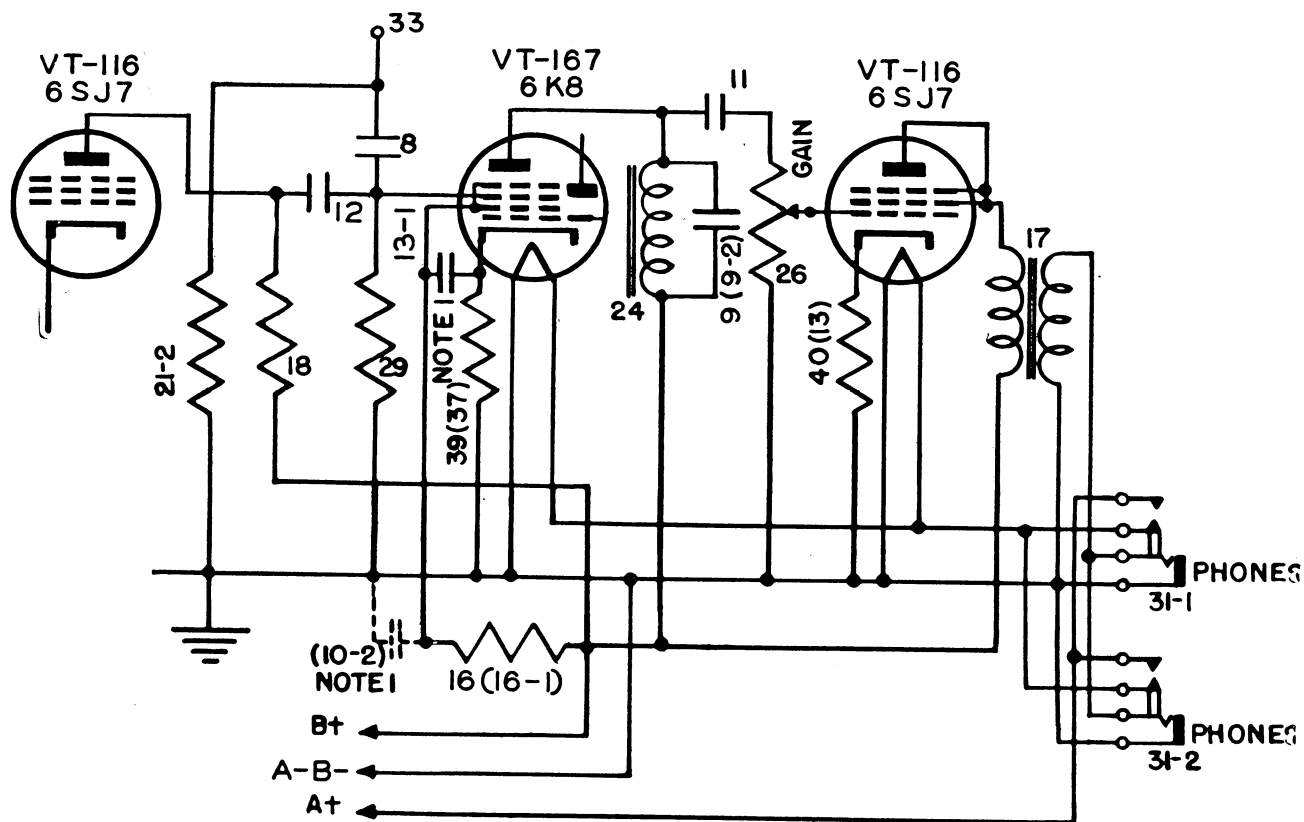 33
VT-116
6SJ7
VT-167
6K8
11
VT-116
6SJ7
8
GAIN
12
13-1
17
9(9-2)
26
24
21-2
18
29
NOTE 1
39(37)
40(13)
PHONES
31-1
(10-2)
NOTE 1
16(16-1)
B+
PHONES
31-2
A-B-
A+